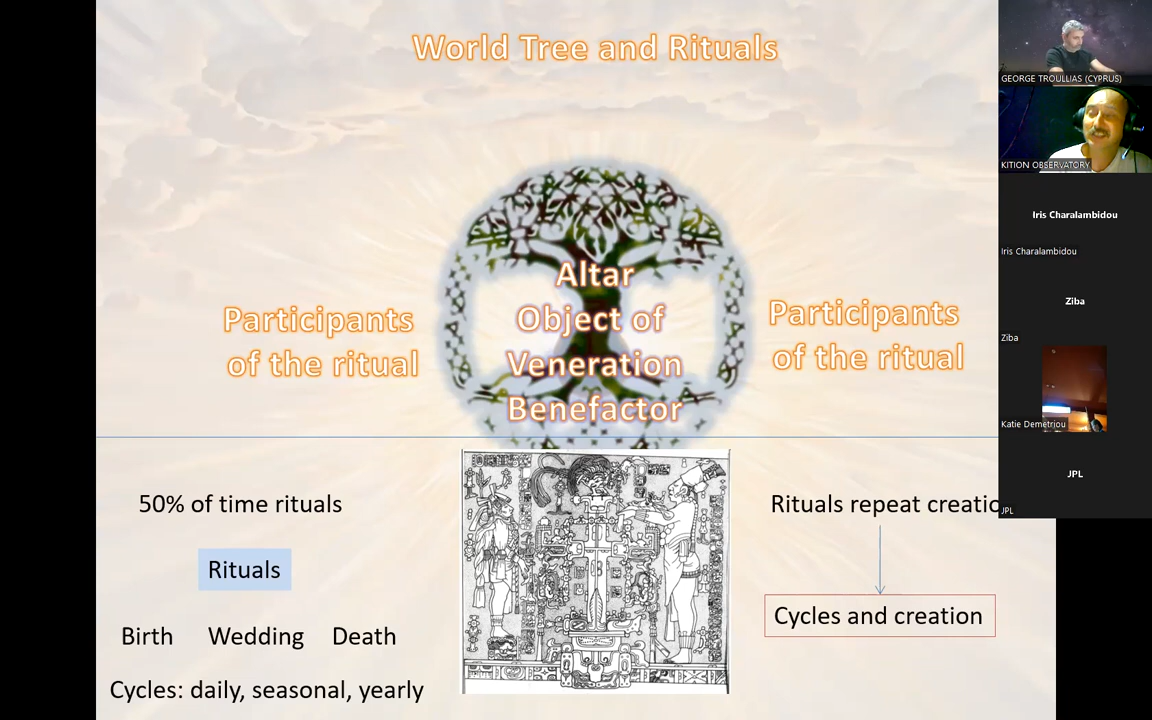 World Tree and Rituals
Altar
Object of
Veneration
Benefactor
Participants
of the ritual
Participants
of the ritual
50% of time rituals
Rituals
Birth Wedding Death
Cycles: daily, seasonal, yearly
Rituals repeat creatio
Cycles and creation
GEORGE TROULLIAS (CYPRUS)
KITION OBSERVATORY
Iris Charalambidou
Iris Charalambidou
Ziba
Ziba
Katie Demetriou
JPL
JPL